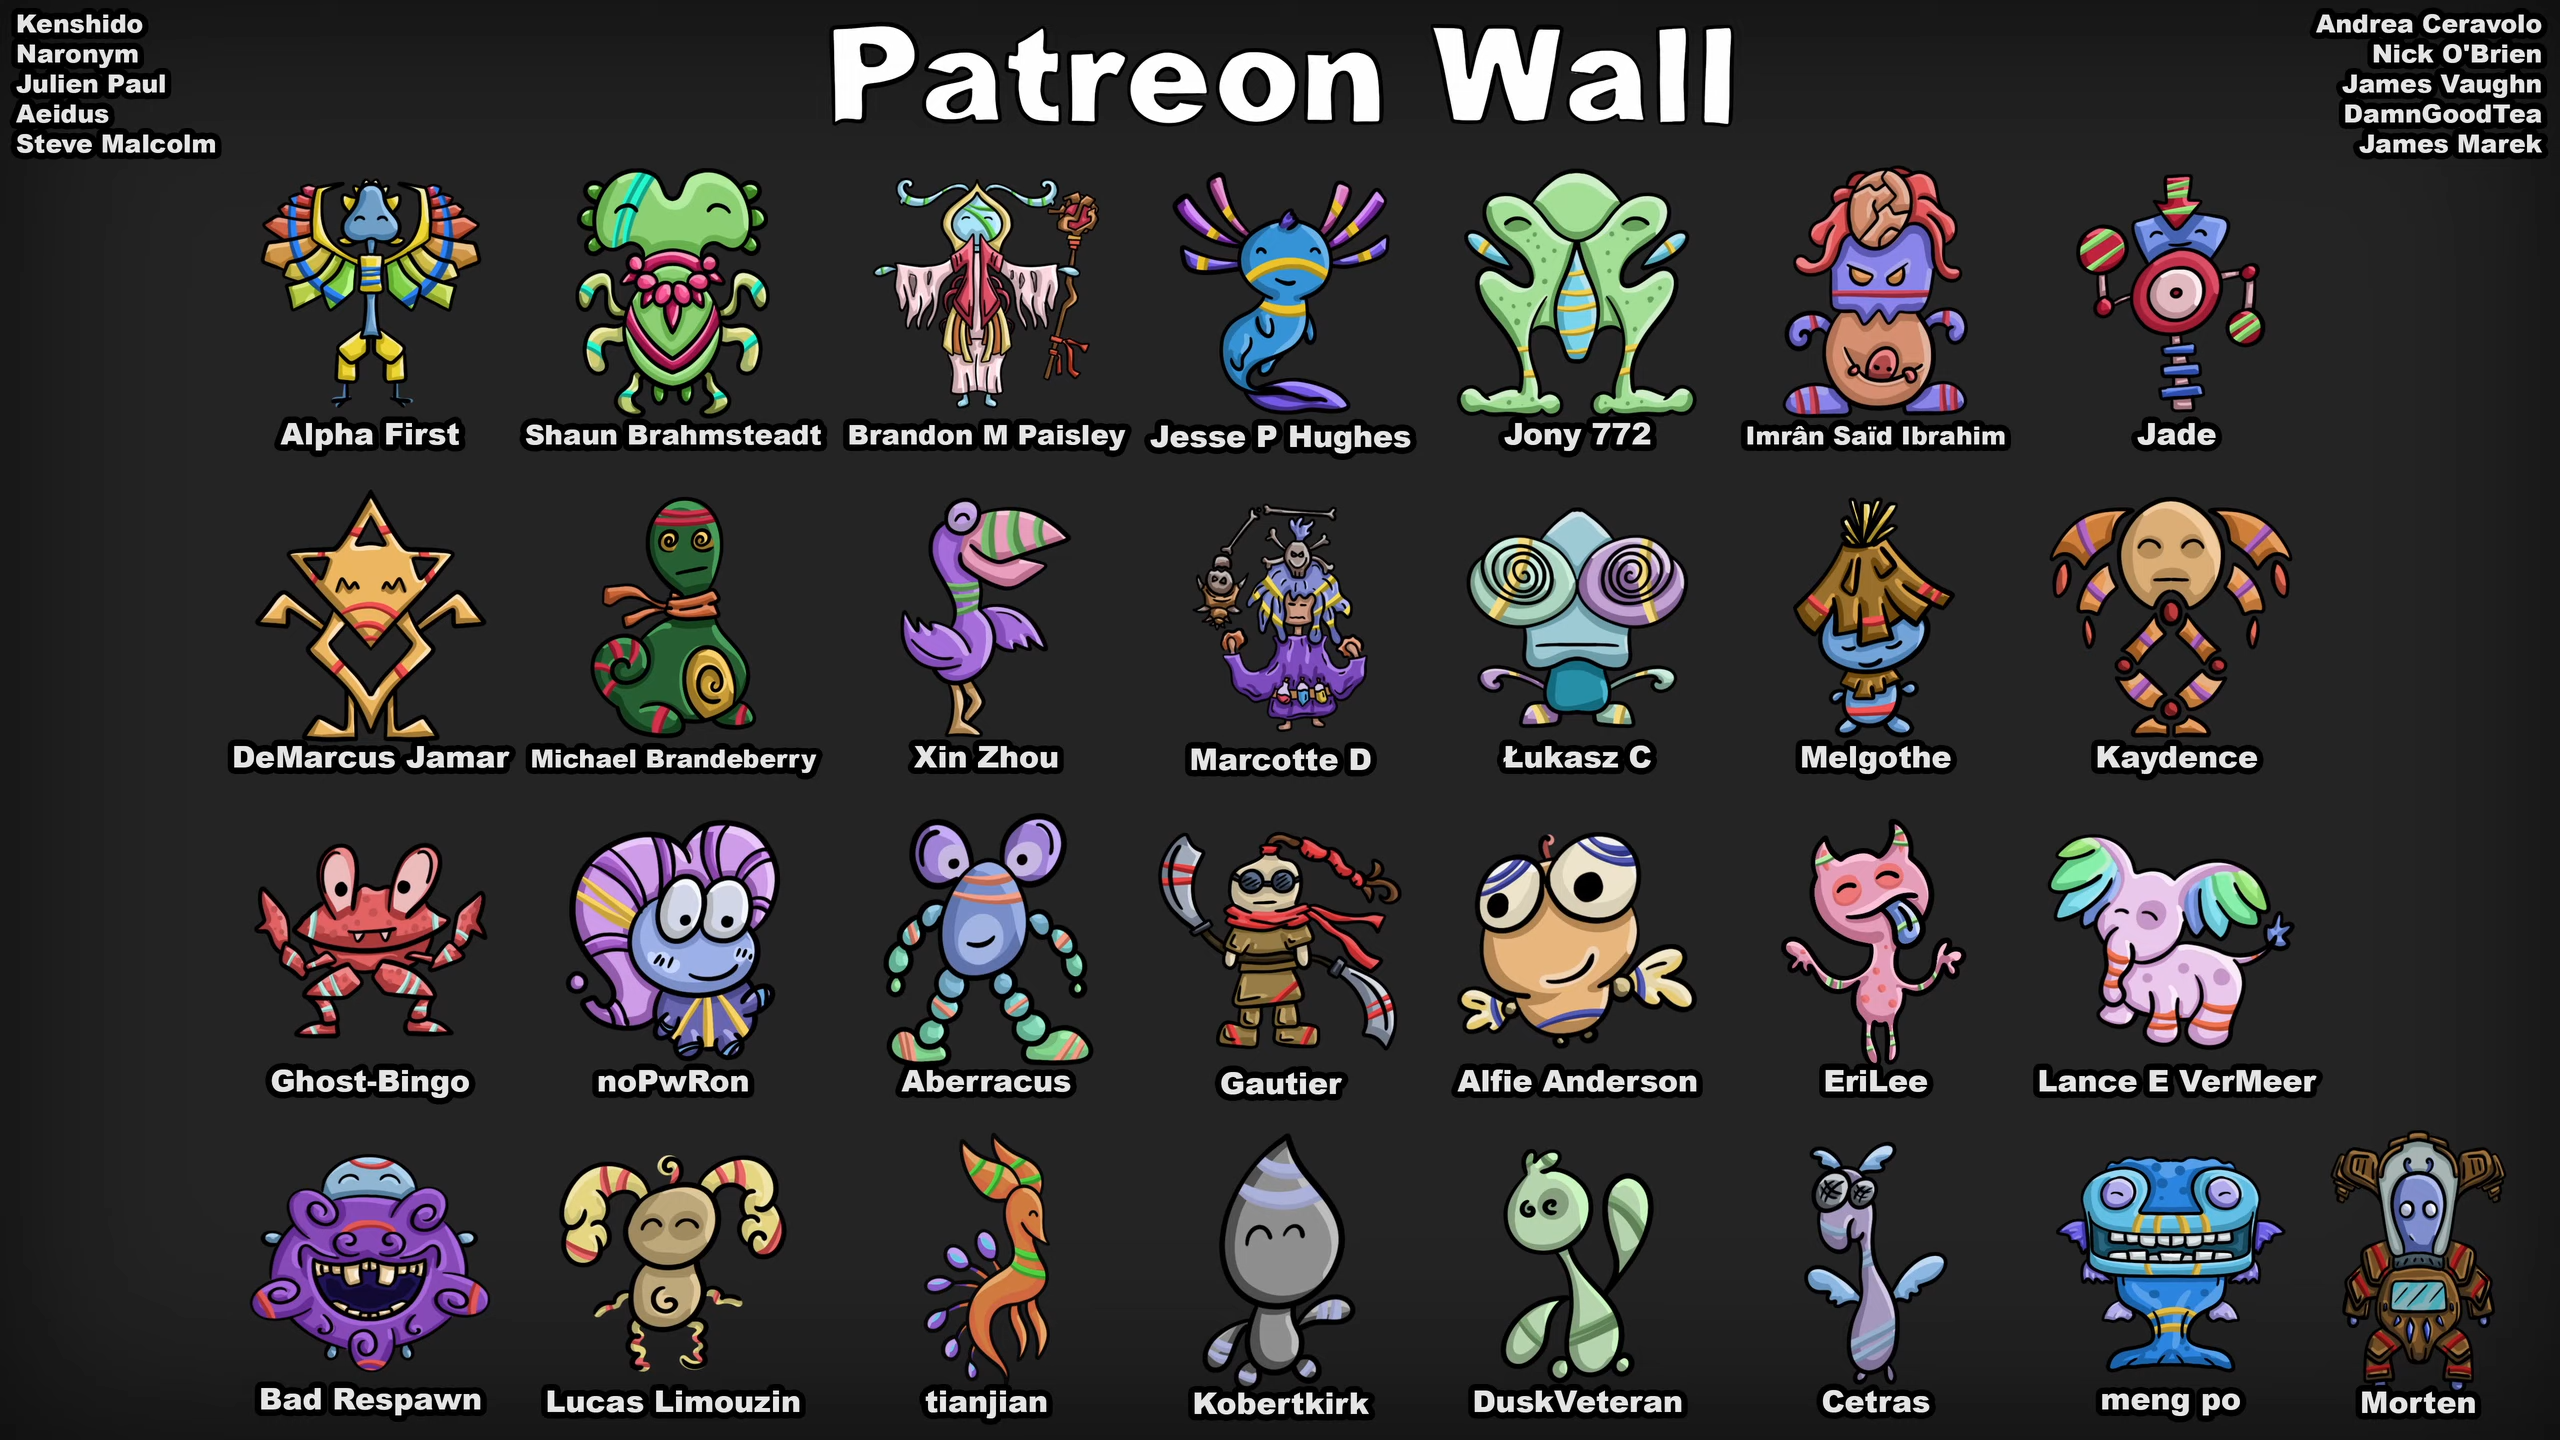 Kenshido
Naronym
Julien Paul
Aeidus
Steve Malcolm
Patreon Wall
Andrea Ceravolo
Nick O'Brien
James Vaughn
DamnGoodTea
James Marek
Alpha First
Shaun Brahmsteadt
Brandon M Paisley
Jesse P Hughes
Jony 772
Imrân Saïd Ibrahim
Jade
DeMarcus Jamar
Michael Brandeberry
Xin Zhou
Marcotte D
Łukasz C
Melgothe
Kaydence
Ghost-Bingo
noPwRon
Aberracus
Gautier
Alfie Anderson
EriLee
Lance E VerMeer
Bad Respawn
Lucas Limouzin
tianjian
Kobertkirk
DuskVeteran
Cetras
meng po
Morten